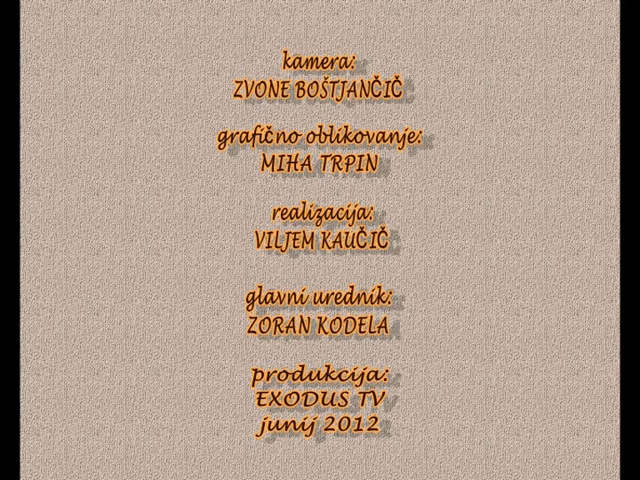 kamera:
ZVONE BOŠTJANČIČ
grafično oblikovanje:
MIHA TRPIN
realizacija:
VILJEM KAUČIČ
glavni urednik:
ZORAN KODELA
produkcija:
EXODUS TV
junij 2012